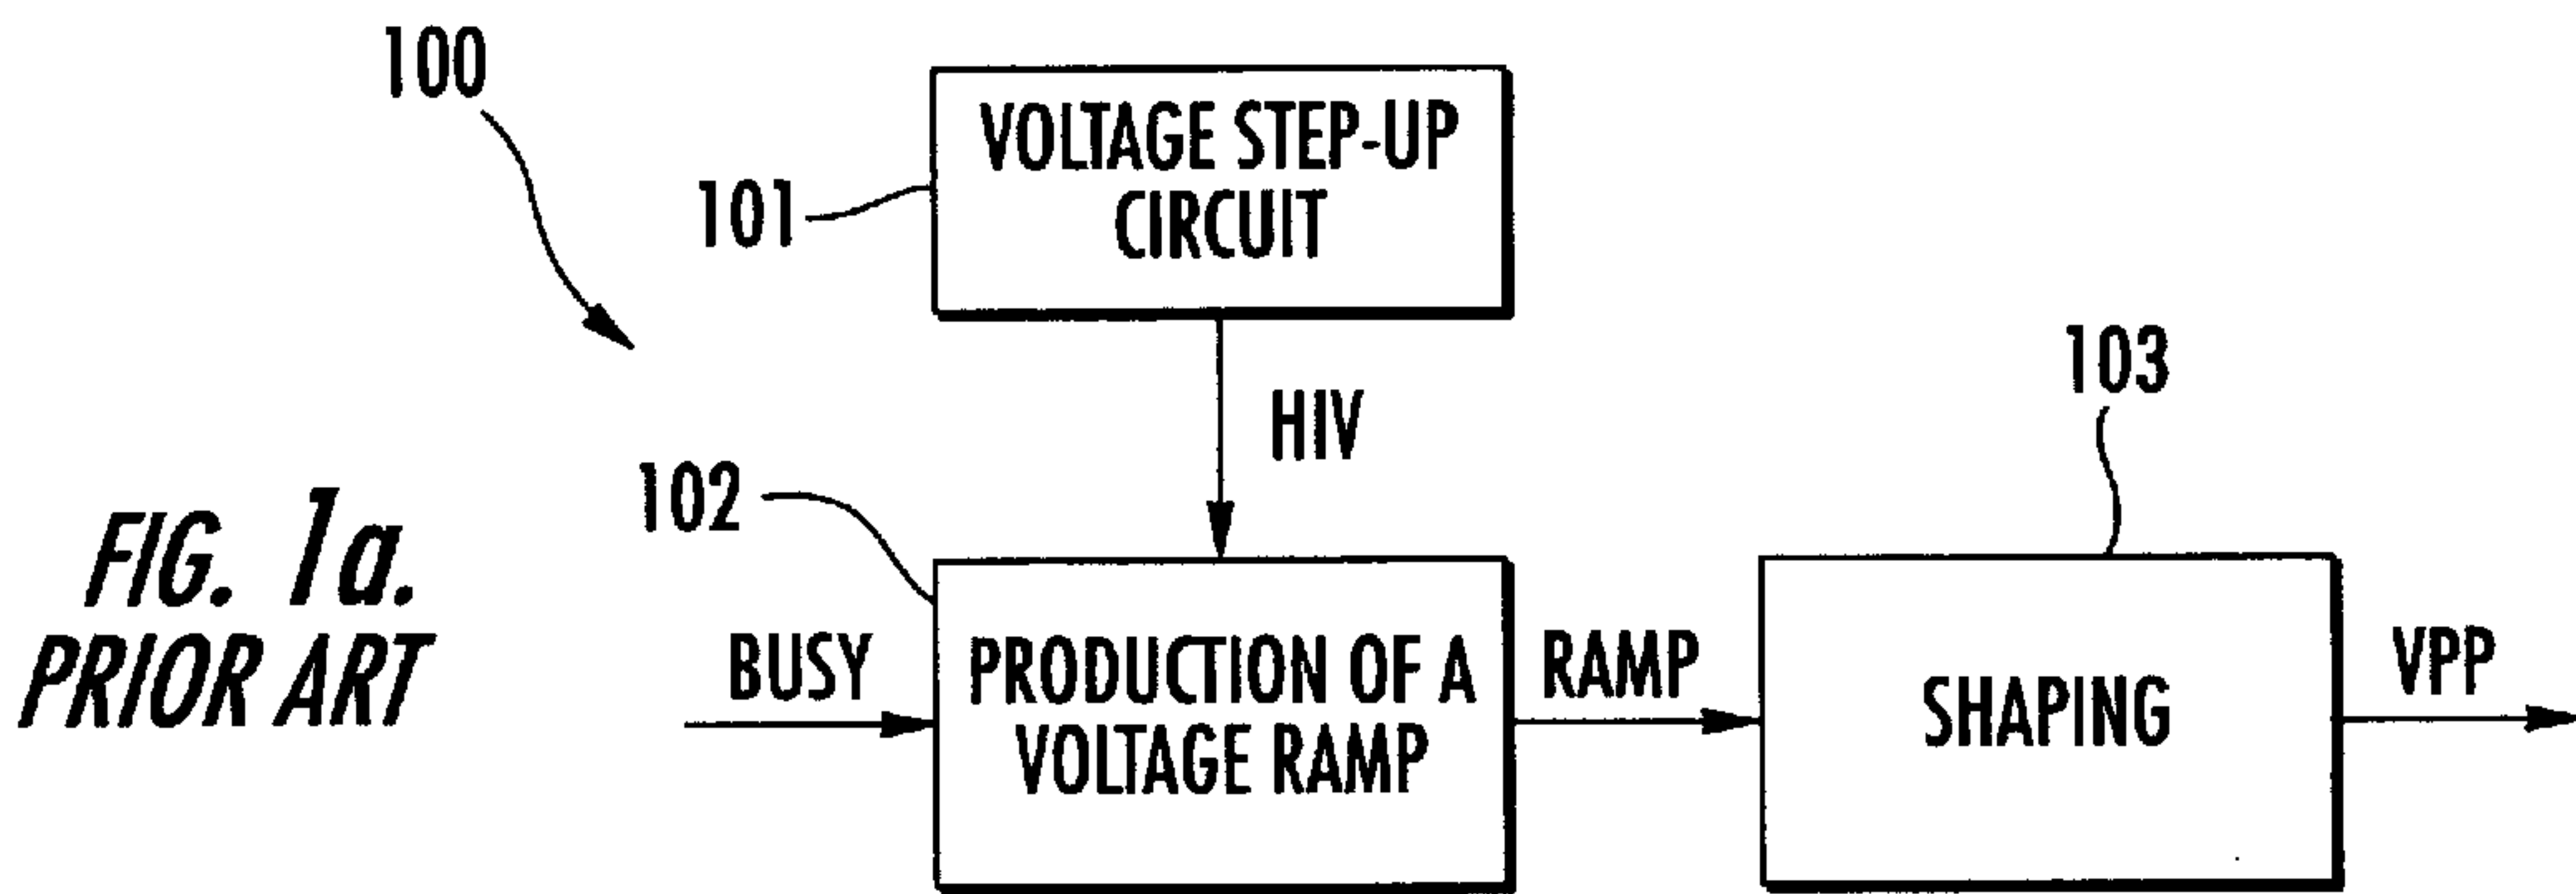 100
VOLTAGE STEP-UP
CIRCUIT
101
HIV
103
102
FIG. 1a.
PRIOR ART
BUSY
PRODUCTION OF A
VOLTAGE RAMP
RAMP
SHAPING
VPP